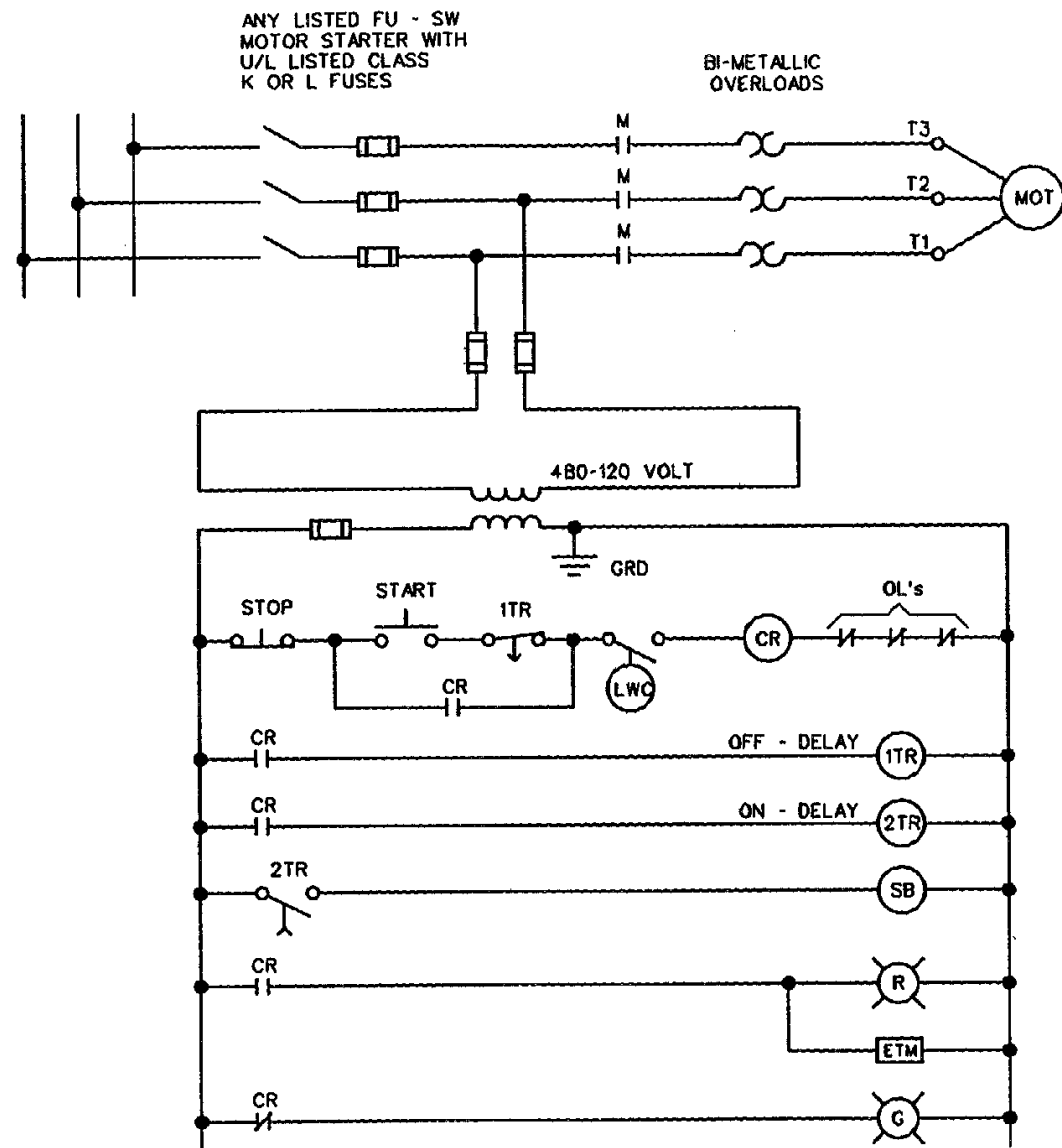 ANY LISTED FU - SW
MOTOR STARTER WITH
U/L LISTED CLASS
K OR L FUSES
BI-METALLIC
OVERLOADS
M
T3
M
T2
MOT
M
T1
480-120 VOLT
GRD
STOP
START
1TR
OL's
CR
LWC
CR
CR
OFF - DELAY
1TR
CR
ON - DELAY
2TR
2TR
SB
CR
R
ETM
CR
G